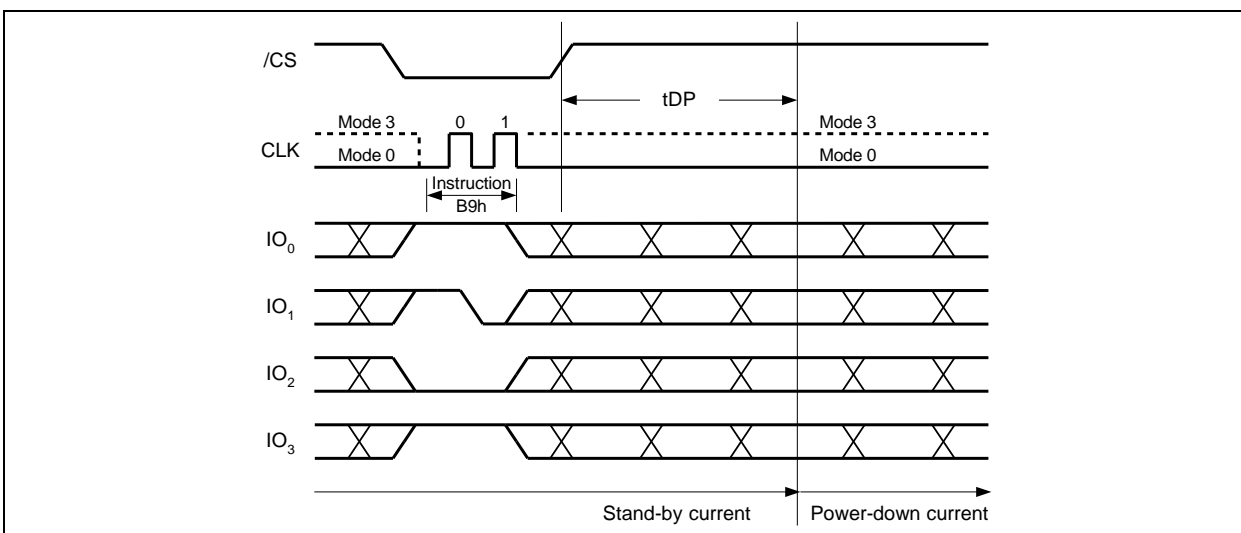 /CS
tDP
Mode 3 0 1 Mode 3
CLK
Mode 0 Mode 0
Instruction
B9h
IO0
IO1
IO2
IO3
Stand-by current Power-down current